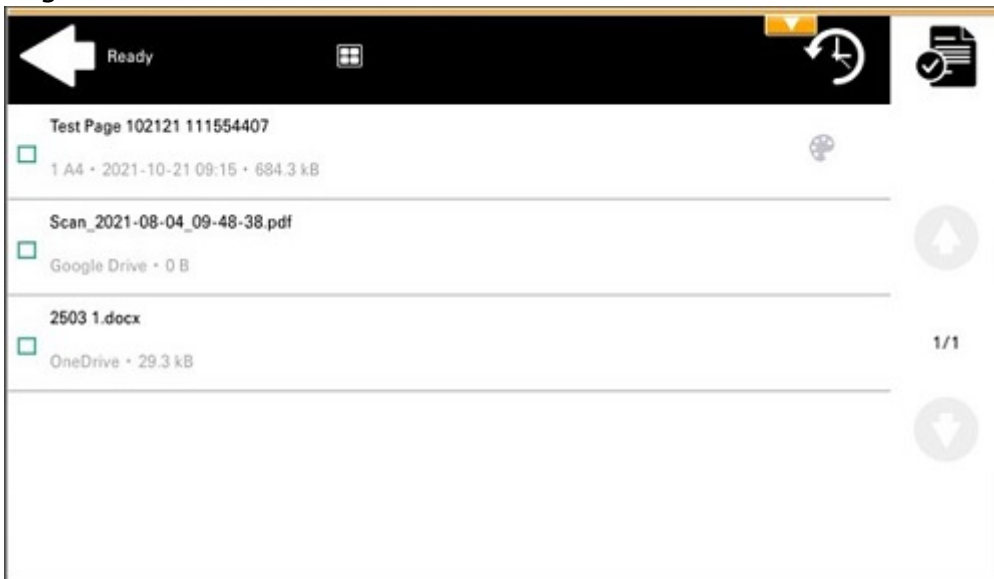 Ready
Test Page 102121 111554407
1 A4 • 2021-10-21 09:15 • 684.3 kB
Scan_2021-08-04_09-48-38.pdf
Google Drive • 0 B
2503 1.docx
OneDrive • 29.3 kB
1/1